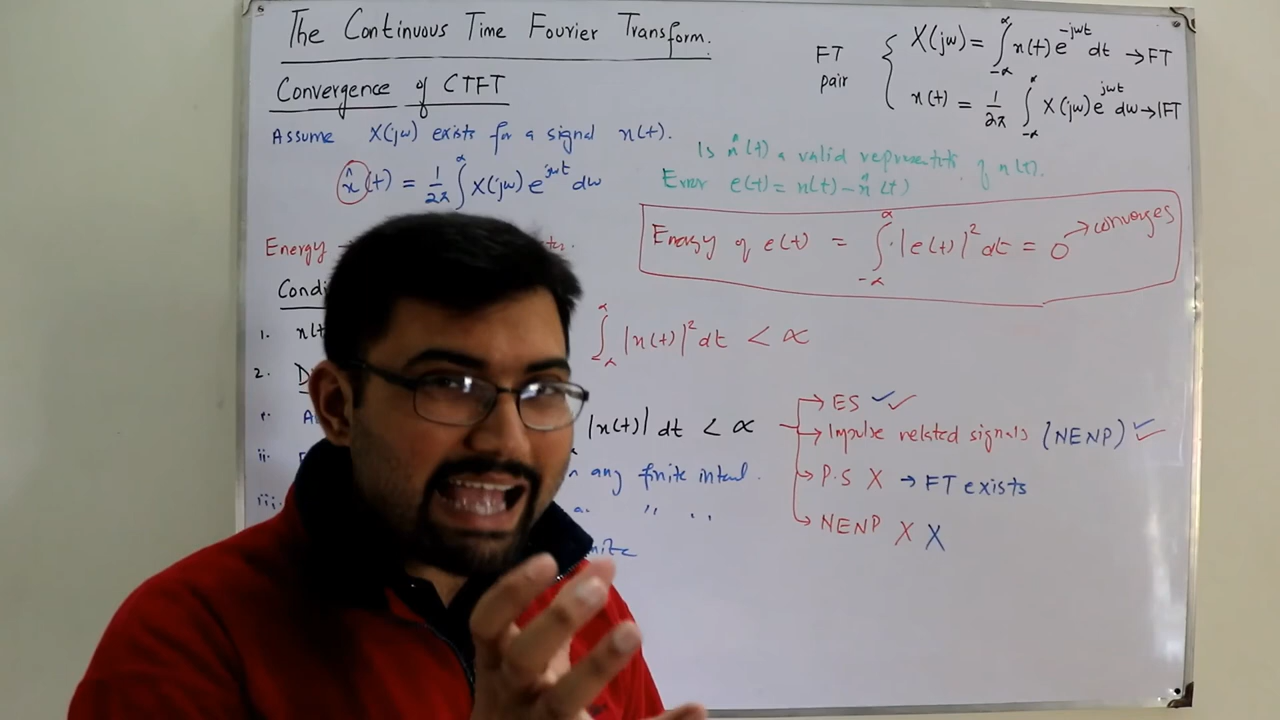 The Continuous Time Fourier Transform.
FT pair
X(jω) = ∫_{-∝}^{∝} x(t) e^{-jωt} dt → FT
x(t) = 1/2π ∫_{-∝}^{∝} X(jω) e^{jωt} dω → IFT
Convergence of CTFT
Assume X(jω) exists for a signal x(t).
x̂(t) = 1/2π ∫^{∝} X(jω) e^{jωt} dω
Is x̂(t) a valid of x(t).
Error e(t) = x(t) - x̂(t)
Energy of e(t) = ∫_{-∝}^{∝} |e(t)|² dt = 0 → converges
Energy
Condi
1. x(t
∫_{-∝}^{∝} |x(t)|² dt < ∝
2. D
i. A
|x(t)| dt < ∝
→ ES ✓✓
→ Impulse related signals (NENP) ✓✓
ii.
any finite
→ P.S X → FT exists
iii.
" " . .
→ NENP X X